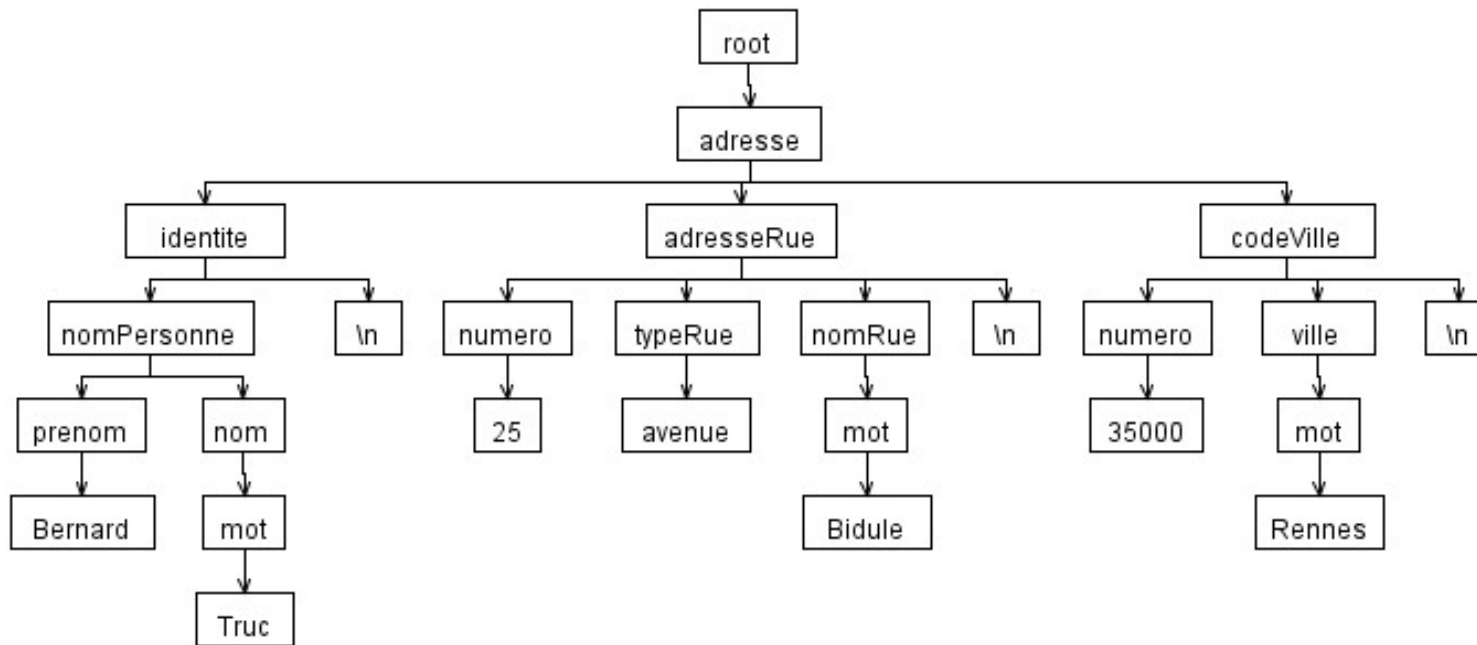 root
adresse
identite adresseRue codeVille
nomPersonne \n numero typeRue nomRue \n numero ville \n
prenom nom 25 avenue mot 35000 mot
Bernard mot Bidule Rennes
Truc